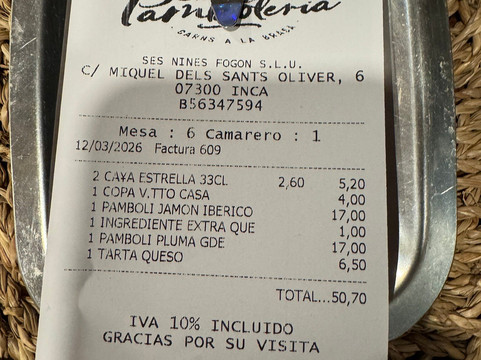 Pambioleria
CARNS A LA BRASA
SES NINES FOGON S.L.U.
C/ MIQUEL DELS SANTS OLIVER, 6
07300 INCA
B56347594
Mesa : 6 Camarero : 1
12/03/2026 Factura 609
2 CAYA ESTRELLA 33CL 2,60 5,20
1 COPA V.TTO CASA 4,00
1 PAMBOLI JAMON IBERICO 17,00
1 INGREDIENTE EXTRA QUE 1,00
1 PAMBOLI PLUMA GDE 17,00
1 TARTA QUESO 6,50
TOTAL...50,70
IVA 10% INCLUIDO
GRACIAS POR SU VISITA